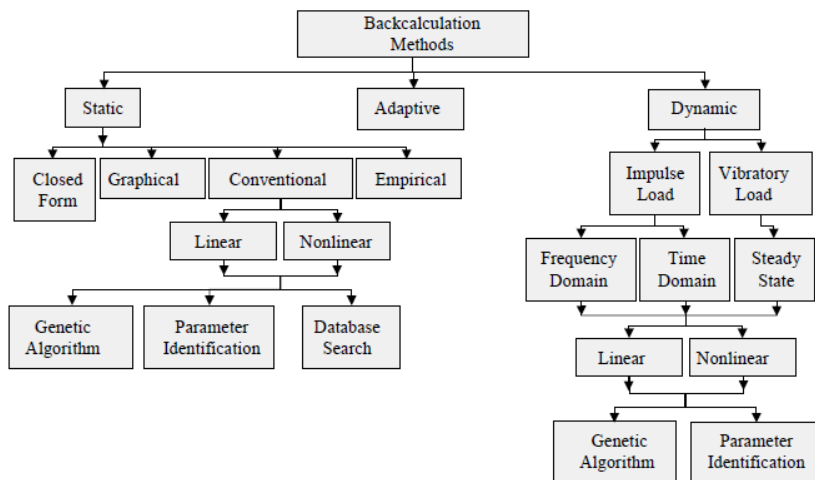 Backcalculation
Methods
Static
Adaptive
Dynamic
Closed
Form
Graphical
Conventional
Empirical
Impulse
Load
Vibratory
Load
Linear
Nonlinear
Frequency
Domain
Time
Domain
Steady
State
Genetic
Algorithm
Parameter
Identification
Database
Search
Linear
Nonlinear
Genetic
Algorithm
Parameter
Identification